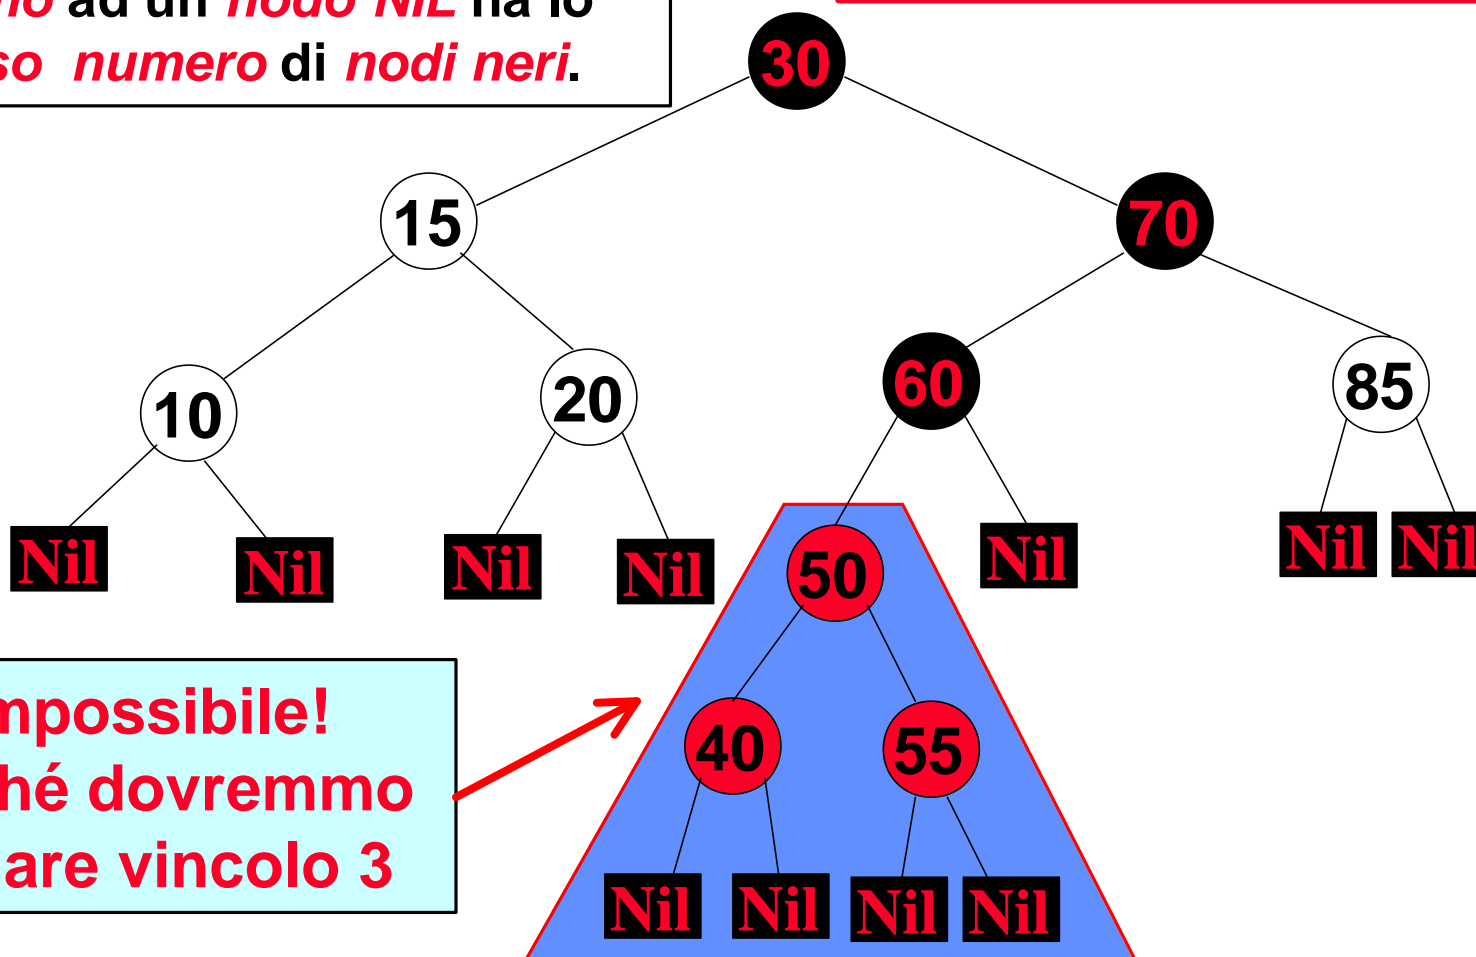 ad un nodo NIL ha lo
numero di nodi neri.
30
15
70
10
20
60
85
Nil
Nil
Nil
Nil
50
Nil
Nil
Nil
mpossibile!
hé dovremmo
are vincolo 3
40
55
Nil
Nil
Nil
Nil